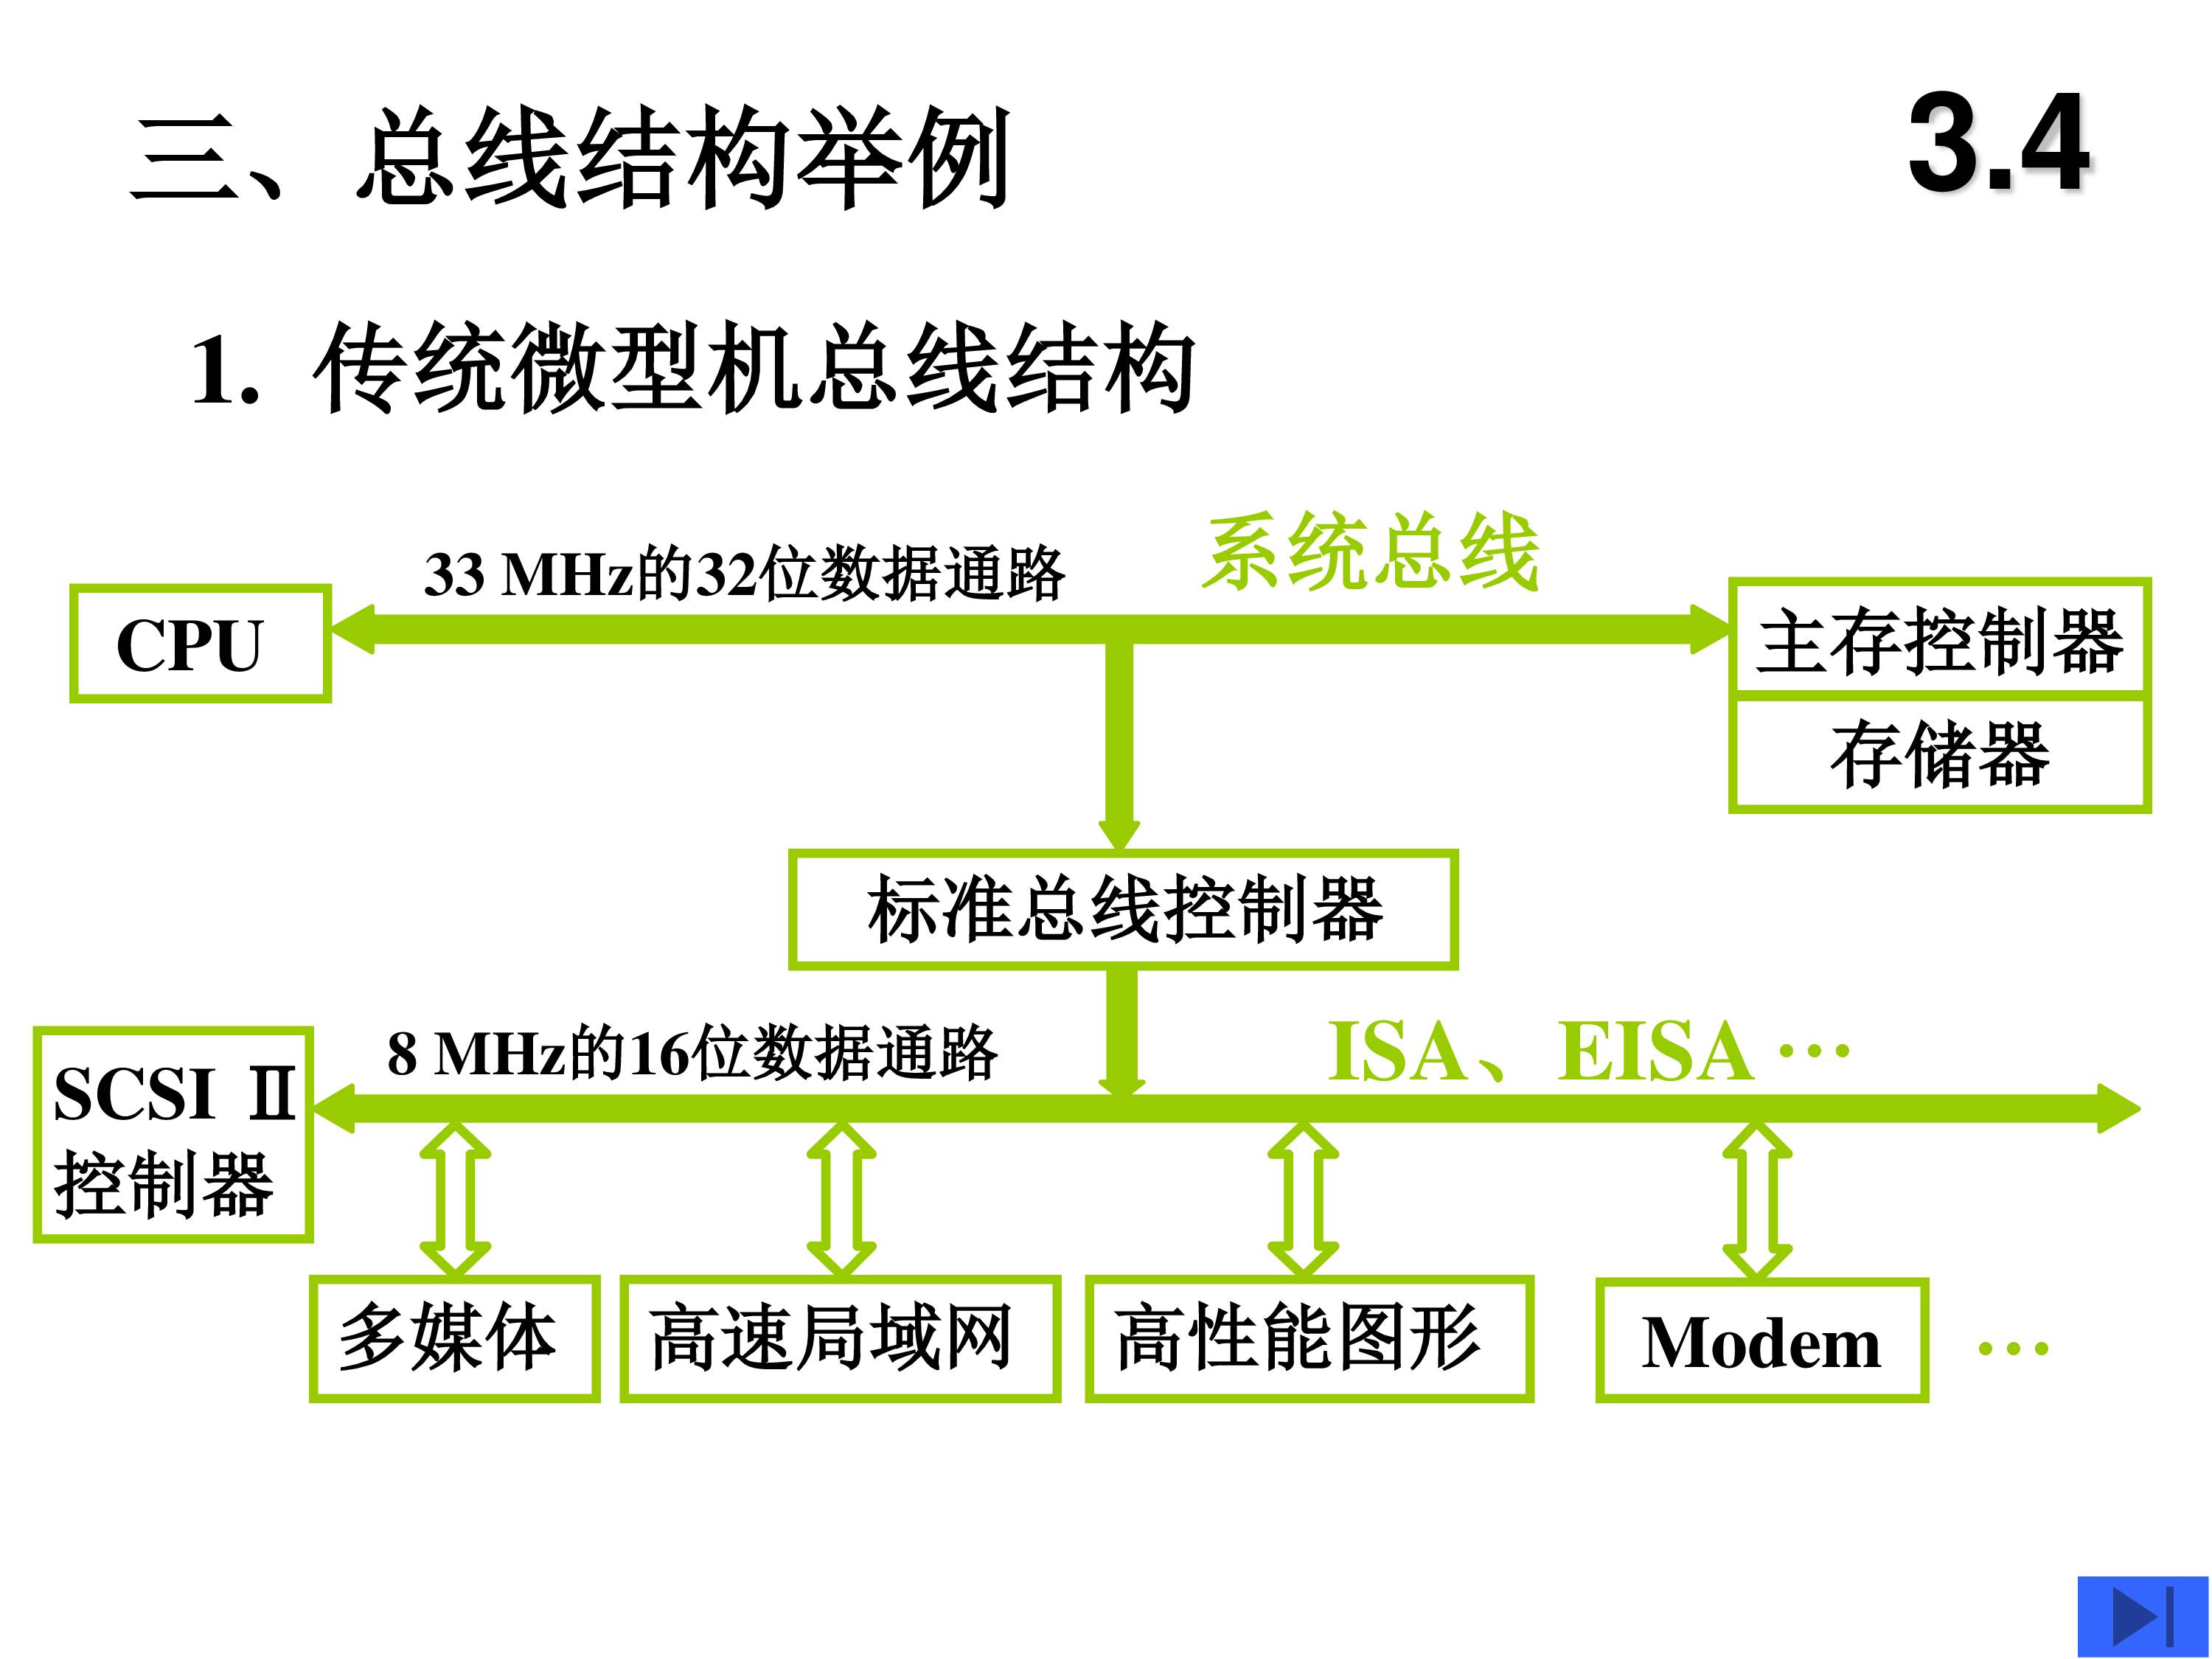 三、总线结构举例
3.4
1. 传统微型机总线结构
33 MHz的32位数据通路
系统总线
CPU
主存控制器
存储器
标准总线控制器
8 MHz的16位数据通路
ISA、EISA …
SCSI Ⅱ
控制器
多媒体
高速局域网
高性能图形
Modem
…